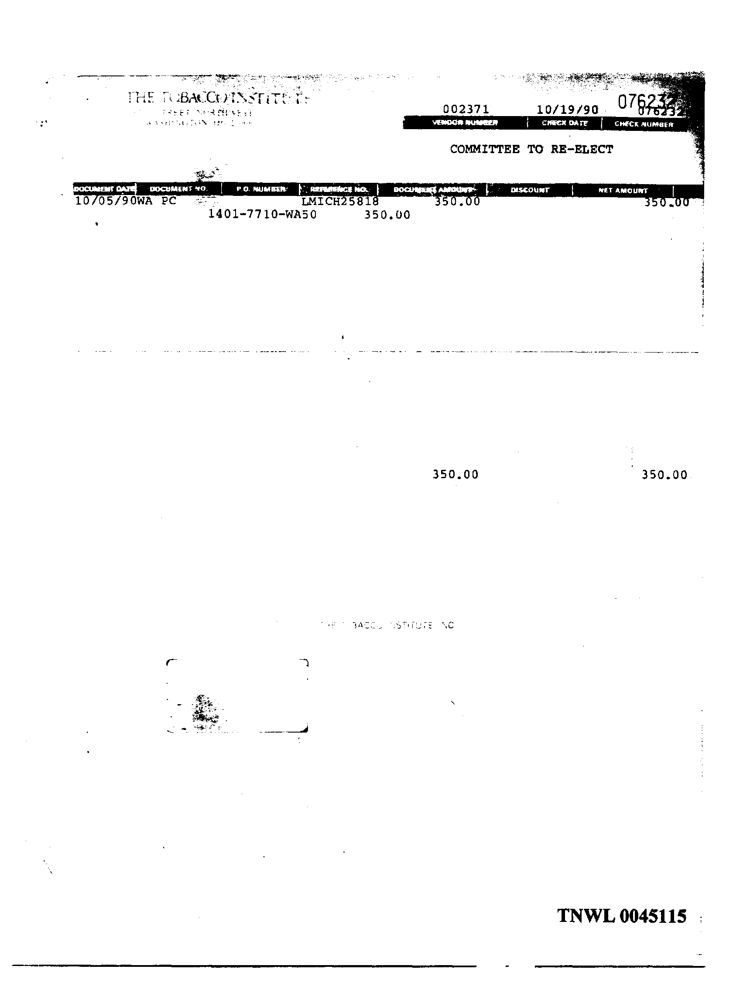 THE TOBACCO INSTITUTE
002371 10/19/90 076232
076232
VENDOR NUMBER CHECK DATE CHECK NUMBER
COMMITTEE TO RE-ELECT
DOCUMENT DATE DOCUMENT NO. P.O. NUMBER REFERENCE NO. DOCUMENT AMOUNT DISCOUNT NET AMOUNT
10/05/90WA PC LMICH25818 350.00 350.00
1401-7710-WA50 350.00
350.00 350.00
THE TOBACCO INSTITUTE INC
TNWL 0045115